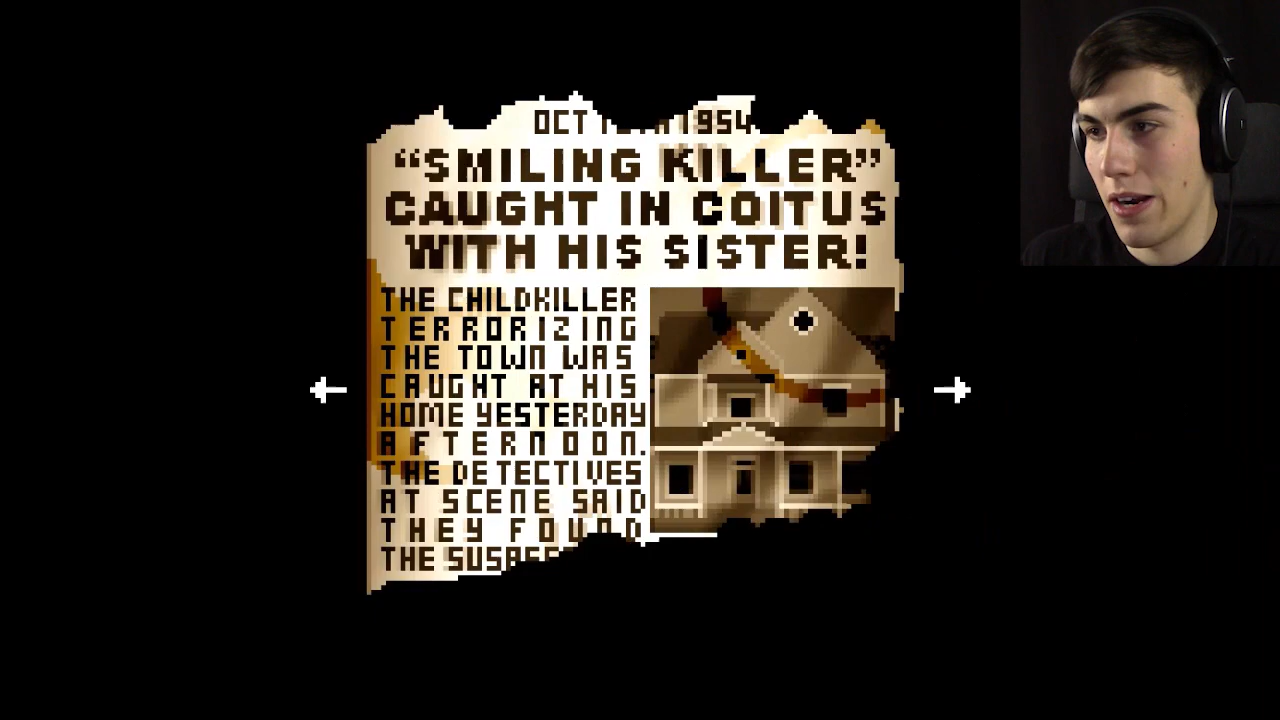 OCT 1954
“SMILING KILLER”
CAUGHT IN COITUS
WITH HIS SISTER!
THE CHILDKILLER
TERRORIZING
THE TOWN WAS
CAUGHT AT HIS
HOME YESTERDAY
AFTERNOON.
THE DETECTIVES
AT SCENE SAID
THEY FOUND
THE